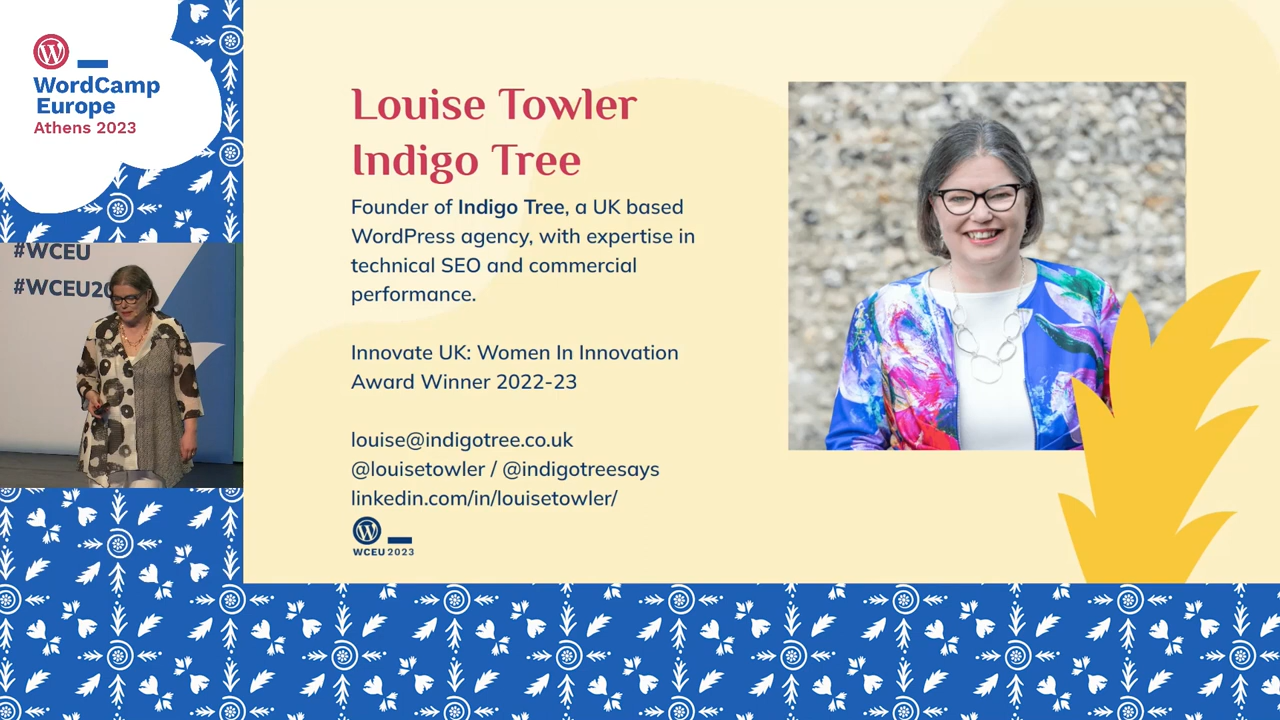 WordCamp
Europe
Athens 2023
#WCEU
Louise Towler
Indigo Tree
Founder of Indigo Tree, a UK based
WordPress agency, with expertise in
technical SEO and commercial
performance.
Innovate UK: Women In Innovation
Award Winner 2022-23
louise@indigotree.co.uk
@louisetowler / @indigotreesays
linkedin.com/in/louisetowler/
WCEU 2023